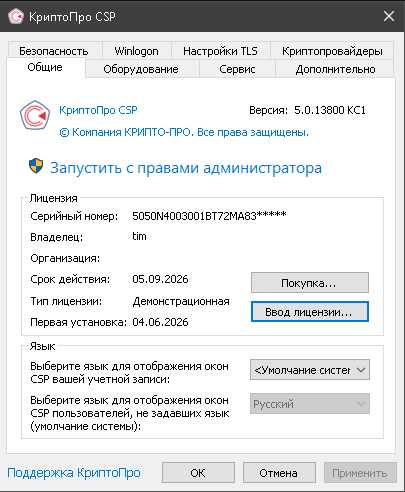 КриптоПро CSP
Безопасность Winlogon Настройки TLS Криптопровайдеры
Общие Оборудование Сервис Дополнительно
КриптоПро CSP Версия: 5.0.13800 KC1
© Компания КРИПТО-ПРО. Все права защищены.
Запустить с правами администратора
Лицензия
Серийный номер: 5050N4003001BT72MA83*****
Владелец: tim
Организация:
Срок действия: 05.09.2026
Покупка...
Тип лицензии: Демонстрационная
Ввод лицензии...
Первая установка: 04.06.2026
Язык
Выберите язык для отображения окон
CSP вашей учетной записи:
<Умолчание систем
Выберите язык для отображения окон
CSP пользователей, не задавших язык
(умолчание системы):
Русский
Поддержка КриптоПро ОК Отмена Применить